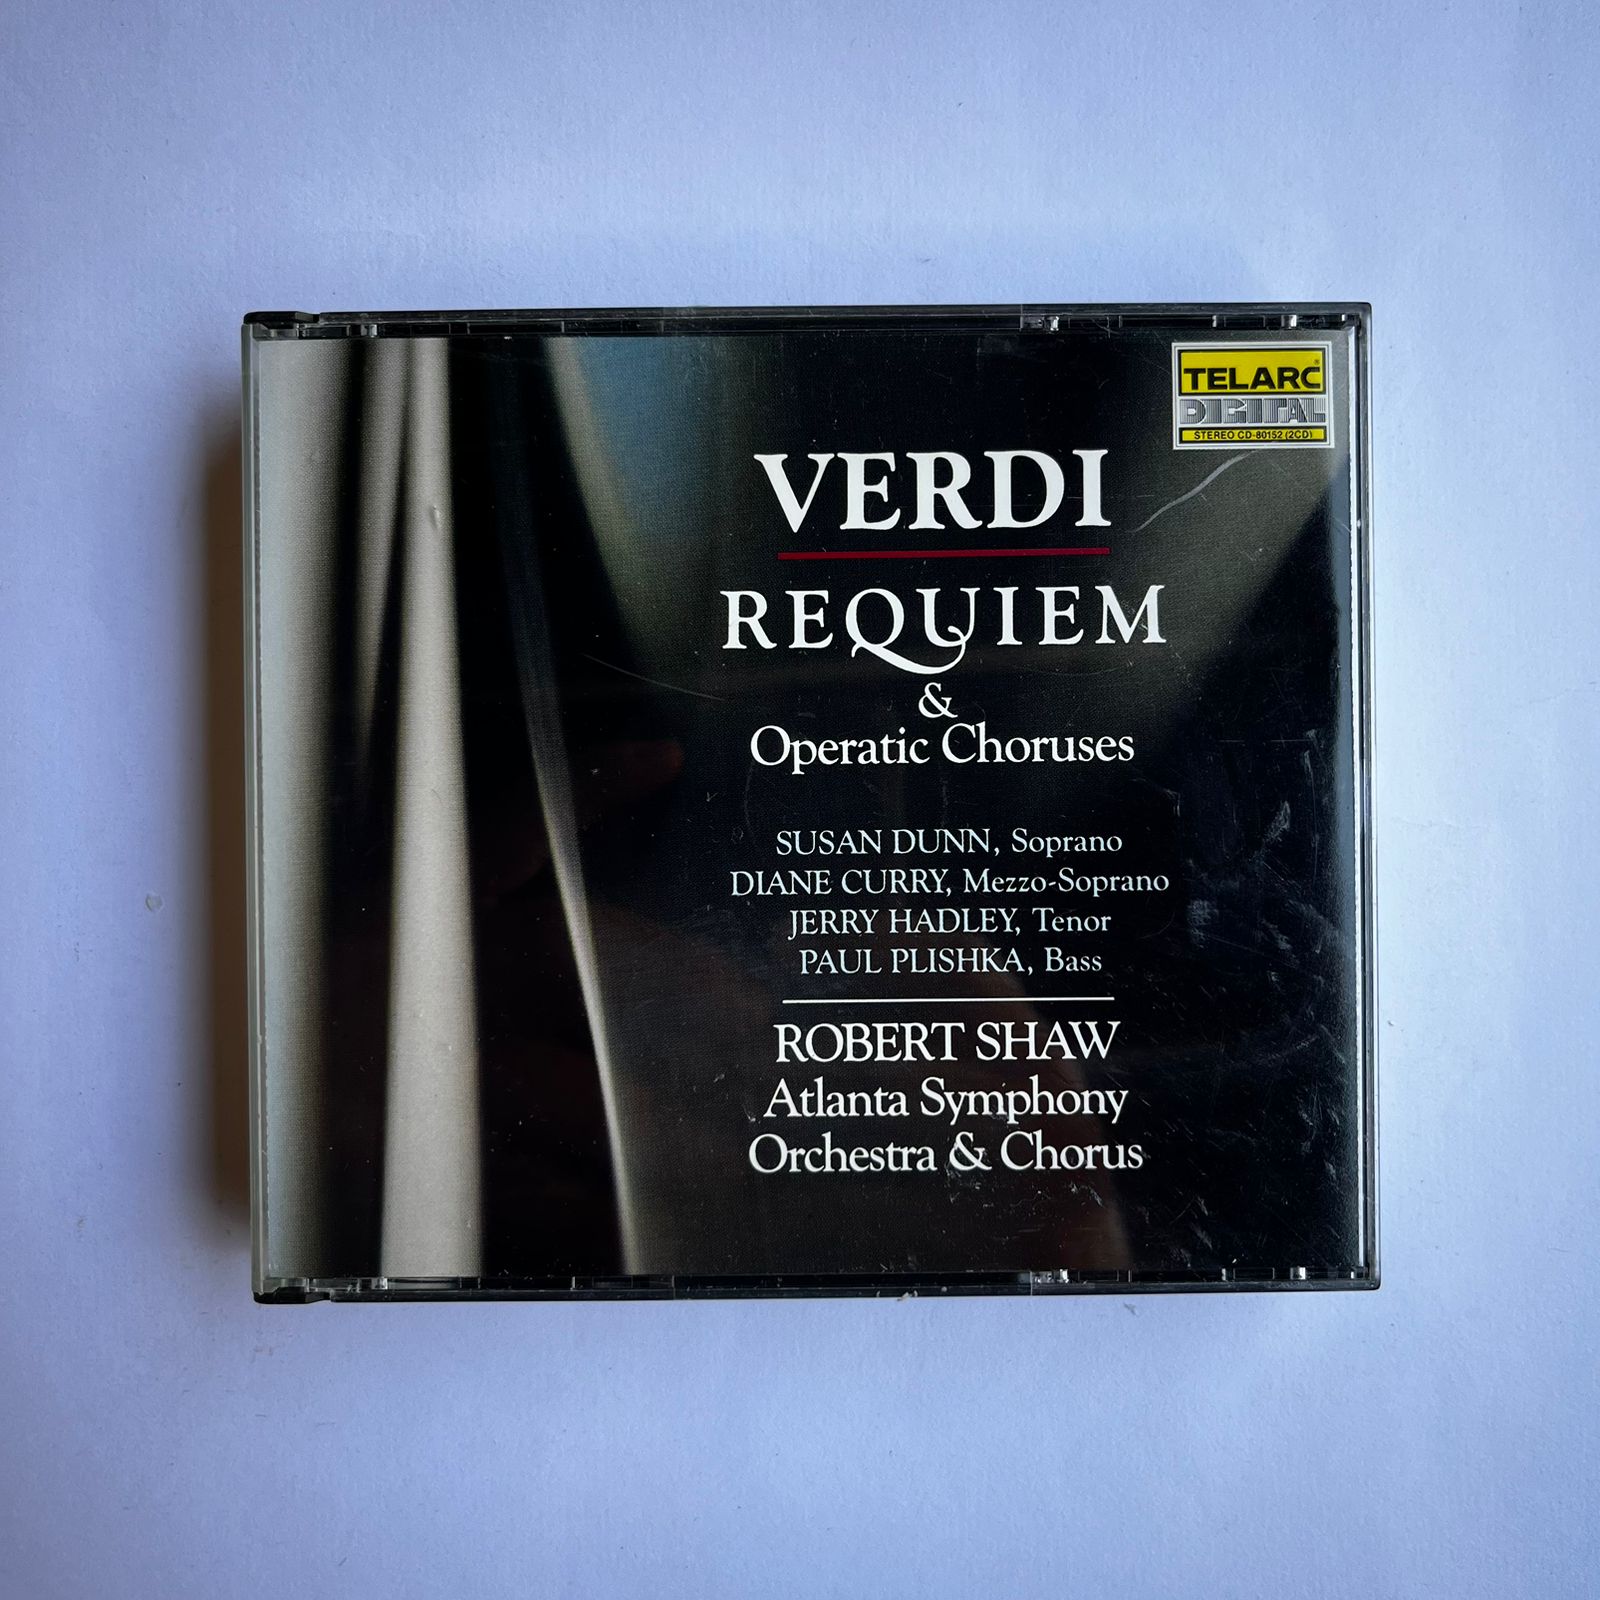 TELARC®
DIGITAL
STEREO CD-80152 (2CD)
VERDI
REQUIEM
&
Operatic Choruses
SUSAN DUNN, Soprano
DIANE CURRY, Mezzo-Soprano
JERRY HADLEY, Tenor
PAUL PLISHKA, Bass
ROBERT SHAW
Atlanta Symphony
Orchestra & Chorus